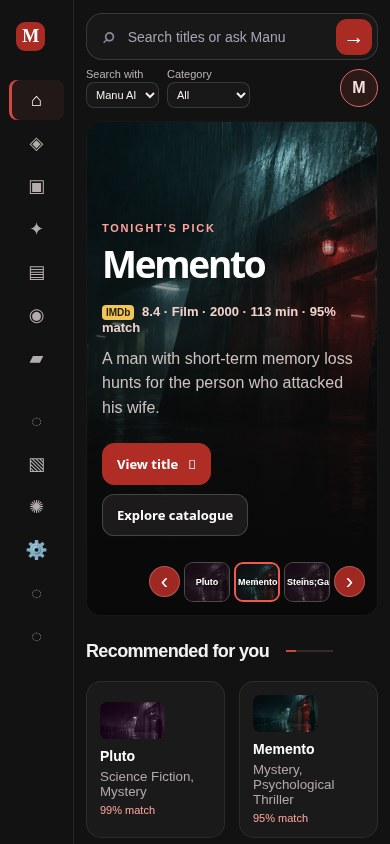 M
Search titles or ask Manu
→
Search with
Category
Manu AI
All
M
TONIGHT'S PICK
Memento
IMDb 8.4 · Film · 2000 · 113 min · 95%
match
A man with short-term memory loss
hunts for the person who attacked
his wife.
View title
Explore catalogue
‹
Pluto
Memento
Steins;Ga
›
Recommended for you
Pluto
Science Fiction,
Mystery
99% match
Memento
Mystery,
Psychological
Thriller
95% match